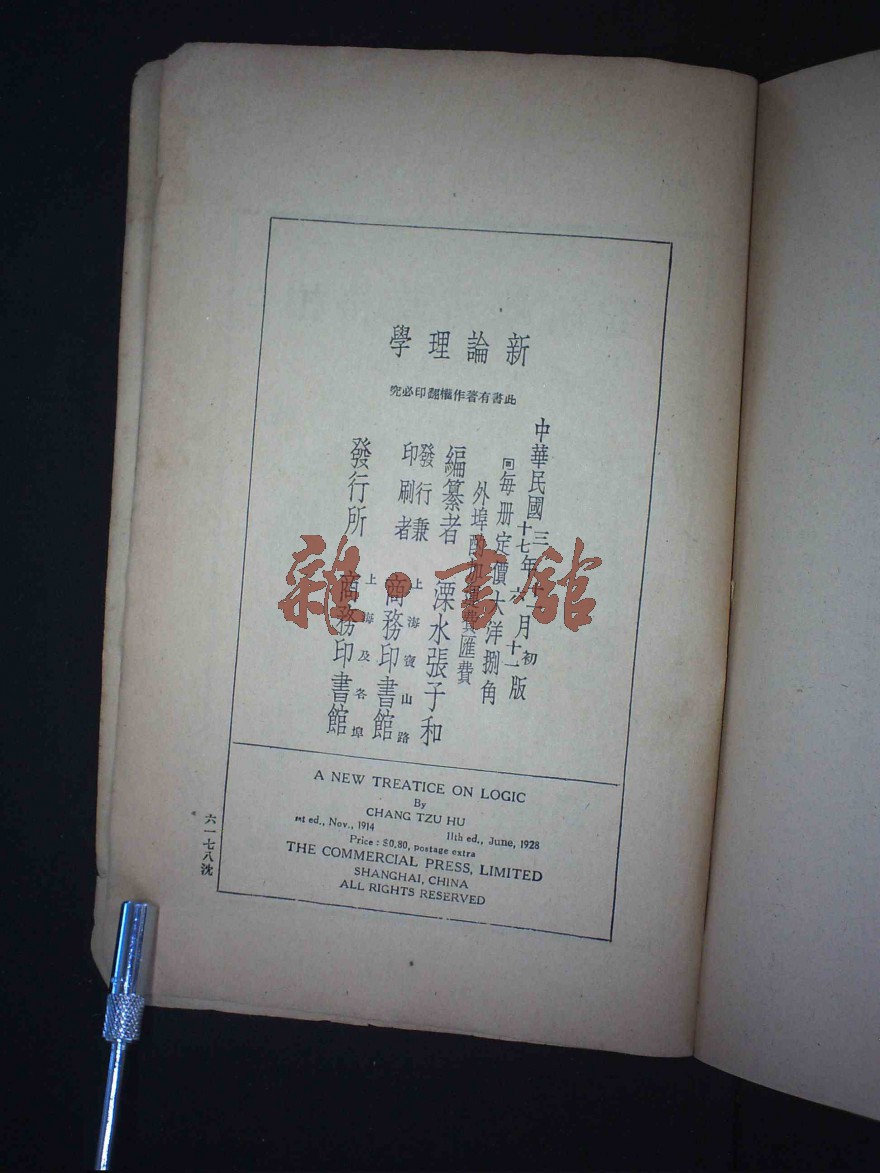 新論理學
此書有著作權翻印必究
中華民國三年十一月初版
十七年六月十一版
回每册定價大洋捌角
外埠酌加運費匯費
編纂者 溧水張子和
發行兼印刷者 上海寶山路 商務印書館
發行所 上海及各埠 商務印書館
A NEW TREATICE ON LOGIC
By
CHANG TZU HU
1st ed., Nov., 1914 11th ed., June, 1928
Price : $0.80, postage extra
THE COMMERCIAL PRESS, LIMITED
SHANGHAI, CHINA
ALL RIGHTS RESERVED
六一七八沈
雜·書館